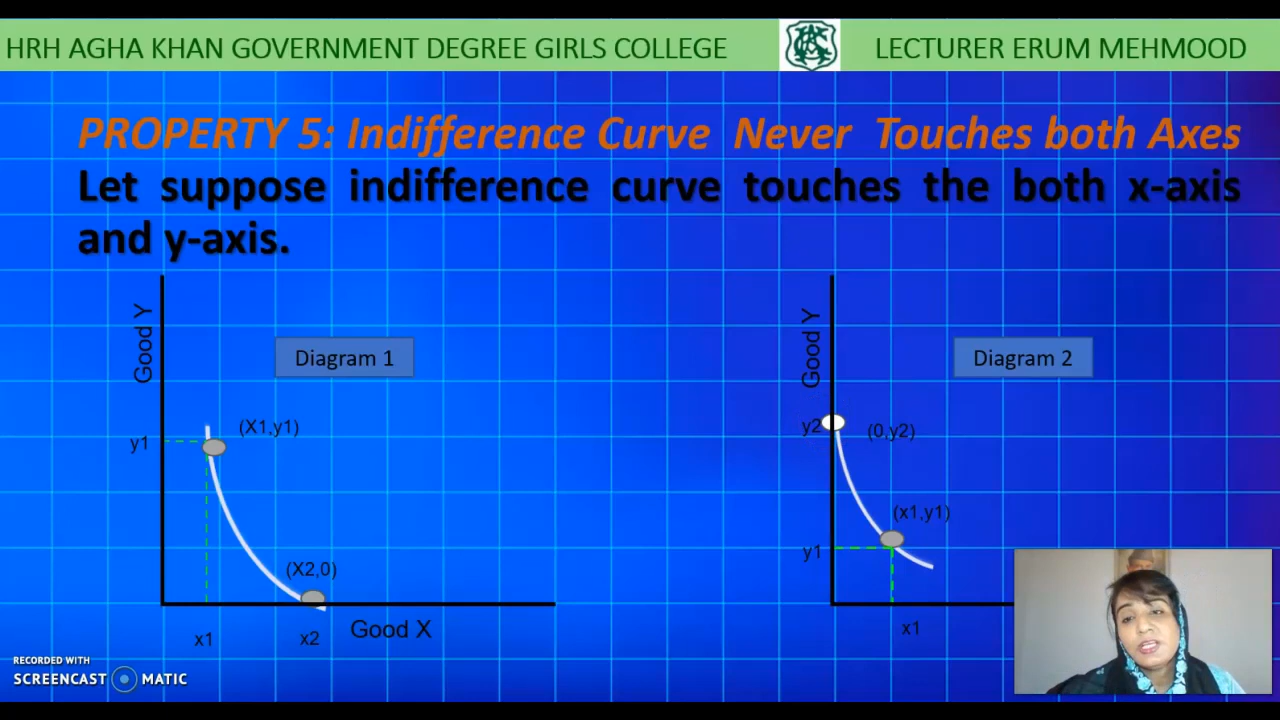 HRH AGHA KHAN GOVERNMENT DEGREE GIRLS COLLEGE
LECTURER ERUM MEHMOOD
PROPERTY 5: Indifference Curve Never Touches both Axes
Let suppose indifference curve touches the both x-axis
and y-axis.
Good Y
Diagram 1
(X1,y1)
y1
(X2,0)
x1
x2
Good X
Good Y
Diagram 2
y2
(0,y2)
(x1,y1)
y1
x1
RECORDED WITH
SCREENCAST MATIC